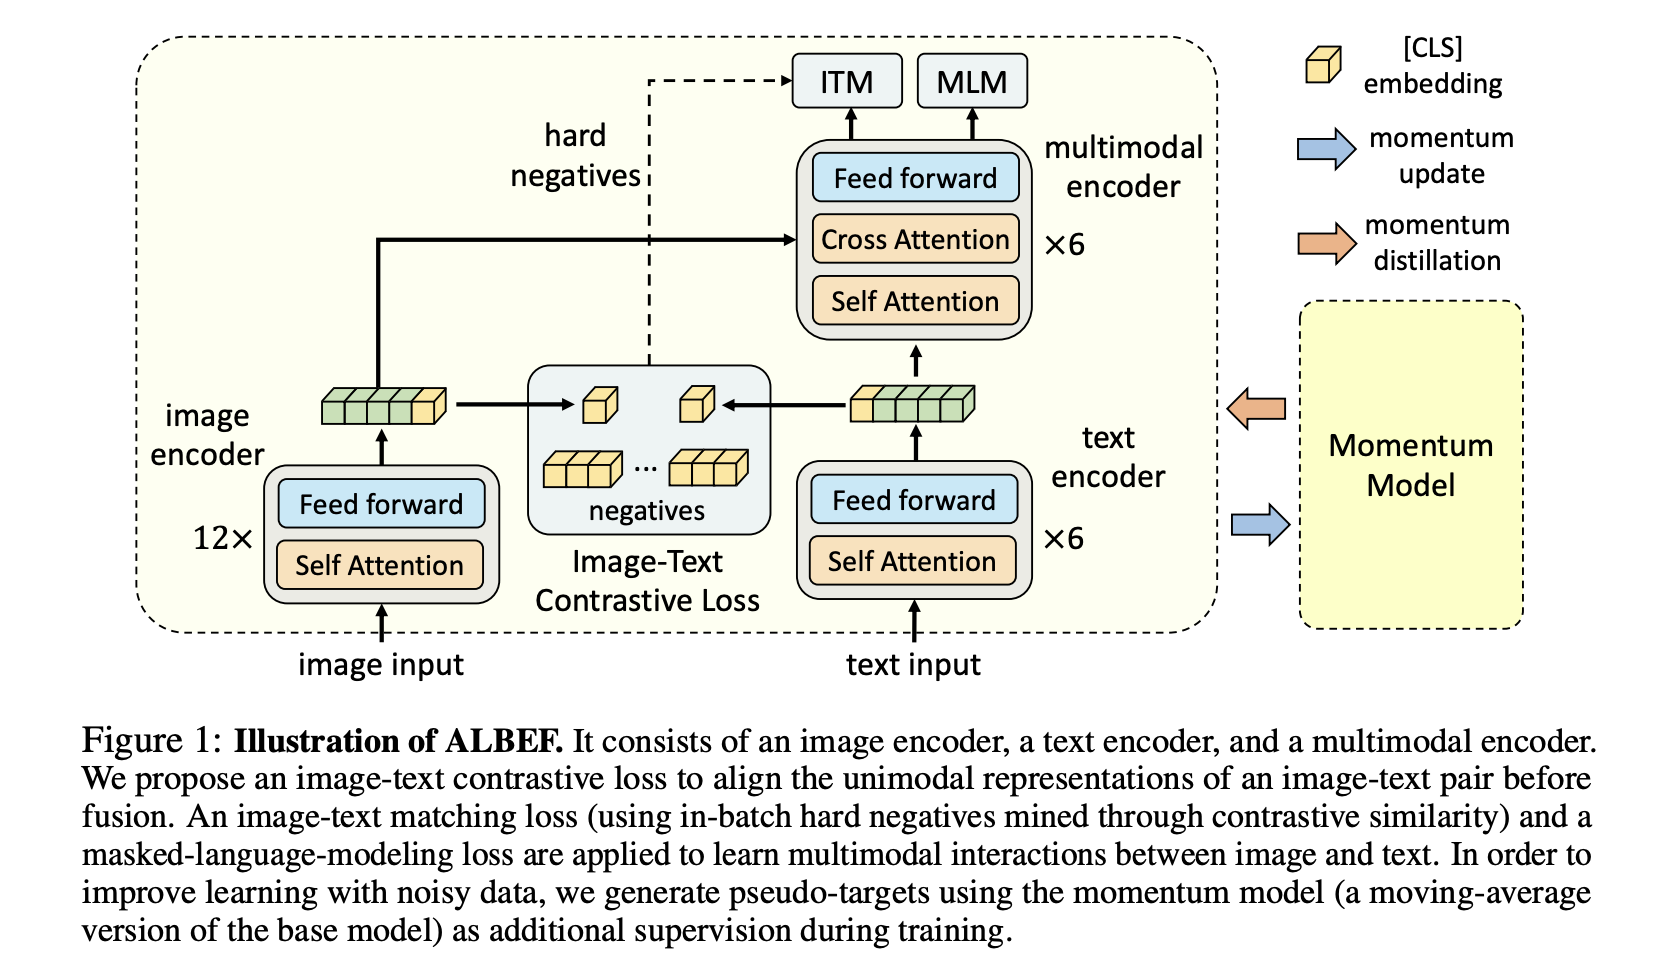 ITM
MLM
hard
negatives
Feed forward
Cross Attention
Self Attention
multimodal
encoder
×6
[CLS]
embedding
momentum
update
momentum
distillation
image
encoder
12×
Feed forward
Self Attention
...
negatives
Image-Text
Contrastive Loss
Feed forward
Self Attention
text
encoder
×6
Momentum
Model
image input
text input
Figure 1: Illustration of ALBEF. It consists of an image encoder, a text encoder, and a multimodal encoder.
We propose an image-text contrastive loss to align the unimodal representations of an image-text pair before
fusion. An image-text matching loss (using in-batch hard negatives mined through contrastive similarity) and a
masked-language-modeling loss are applied to learn multimodal interactions between image and text. In order to
improve learning with noisy data, we generate pseudo-targets using the momentum model (a moving-average
version of the base model) as additional supervision during training.